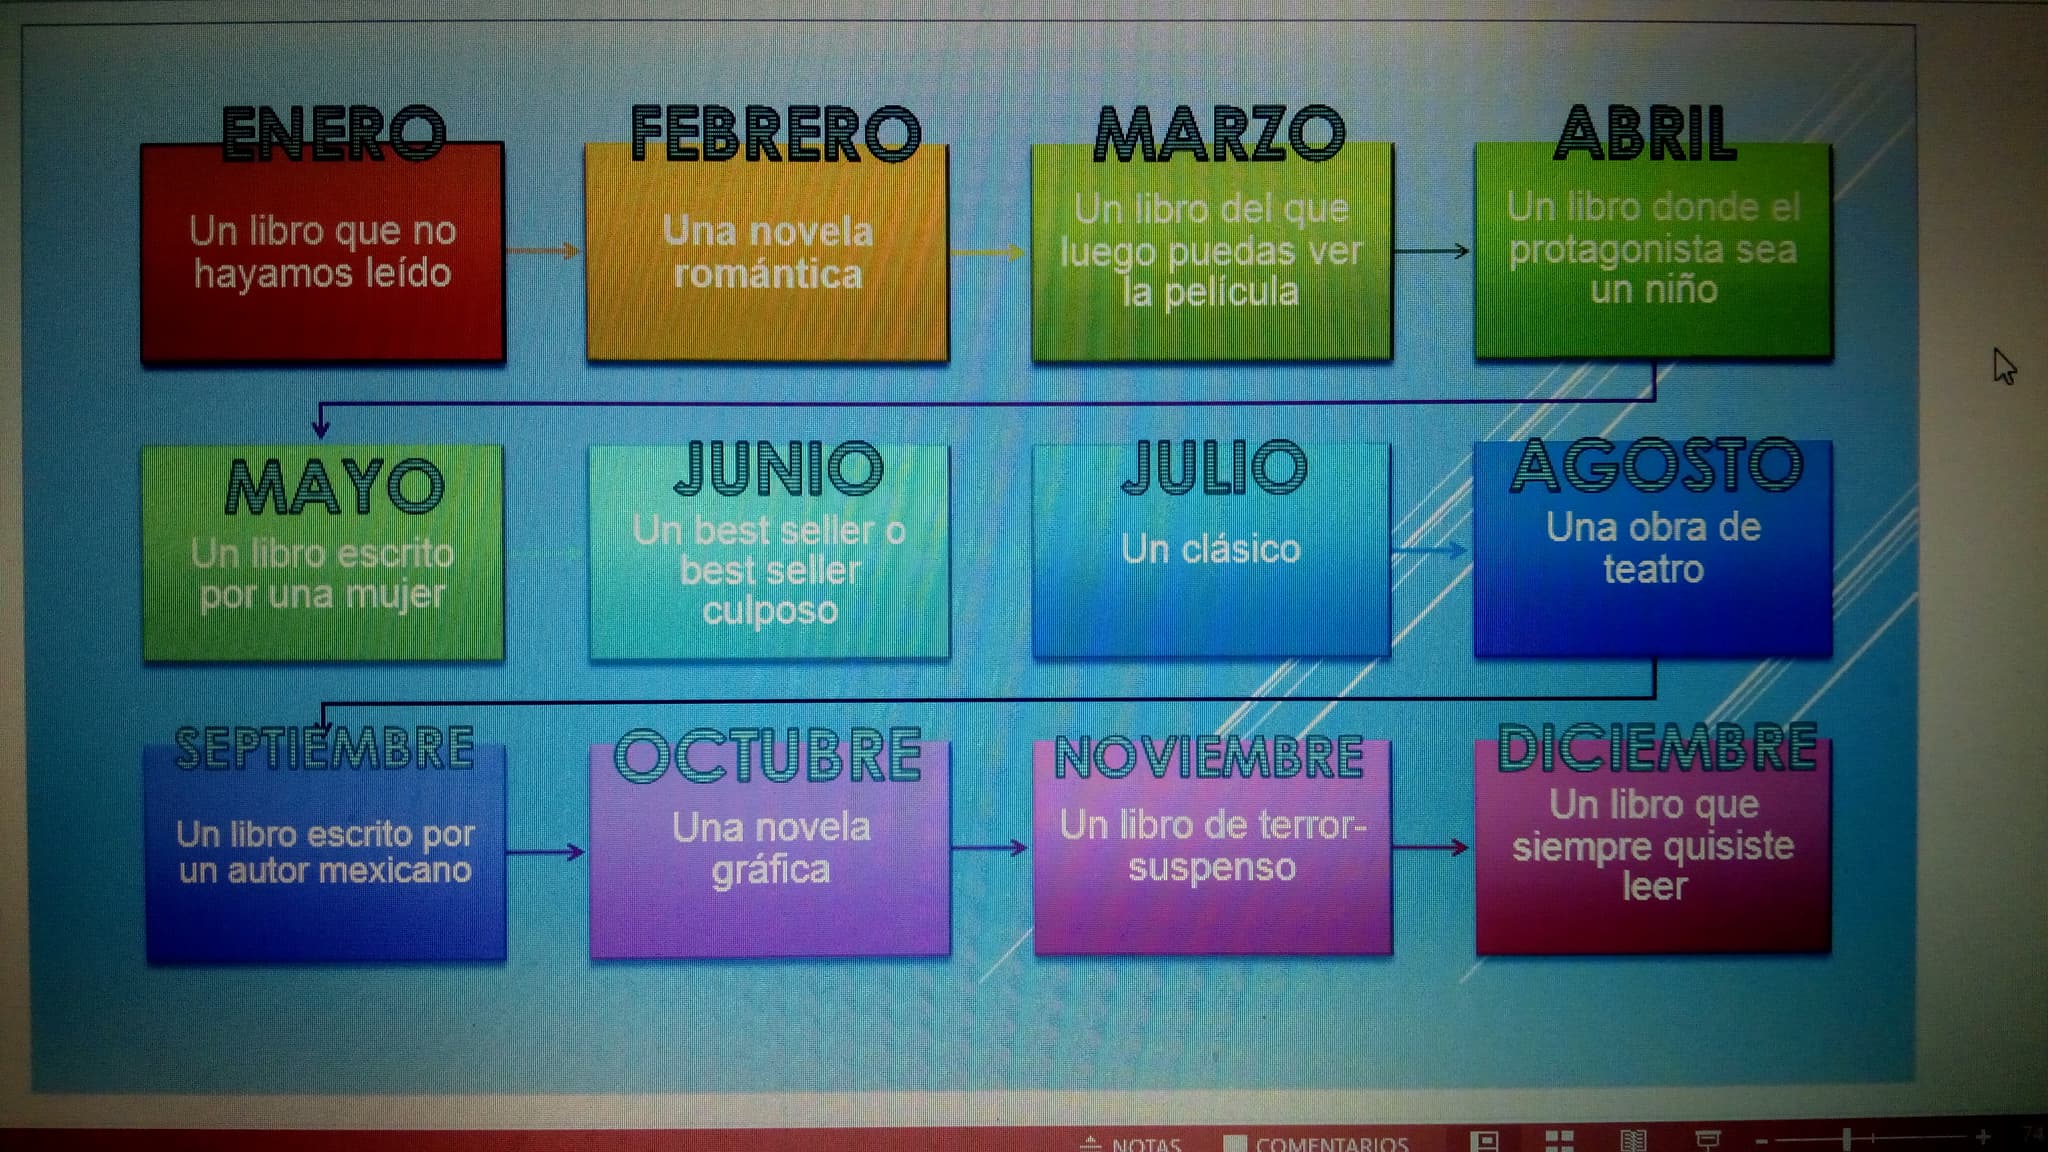 ENERO
Un libro que no
hayamos leído
FEBRERO
Una novela
romántica
MARZO
Un libro del que
luego puedas ver
la película
ABRIL
Un libro donde el
protagonista sea
un niño
MAYO
Un libro escrito
por una mujer
JUNIO
Un best seller o
best seller
culposo
JULIO
Un clásico
AGOSTO
Una obra de
teatro
SEPTIEMBRE
Un libro escrito por
un autor mexicano
OCTUBRE
Una novela
gráfica
NOVIEMBRE
Un libro de terror-
suspenso
DICIEMBRE
Un libro que
siempre quisiste
leer
NOTAS
COMENTARIOS